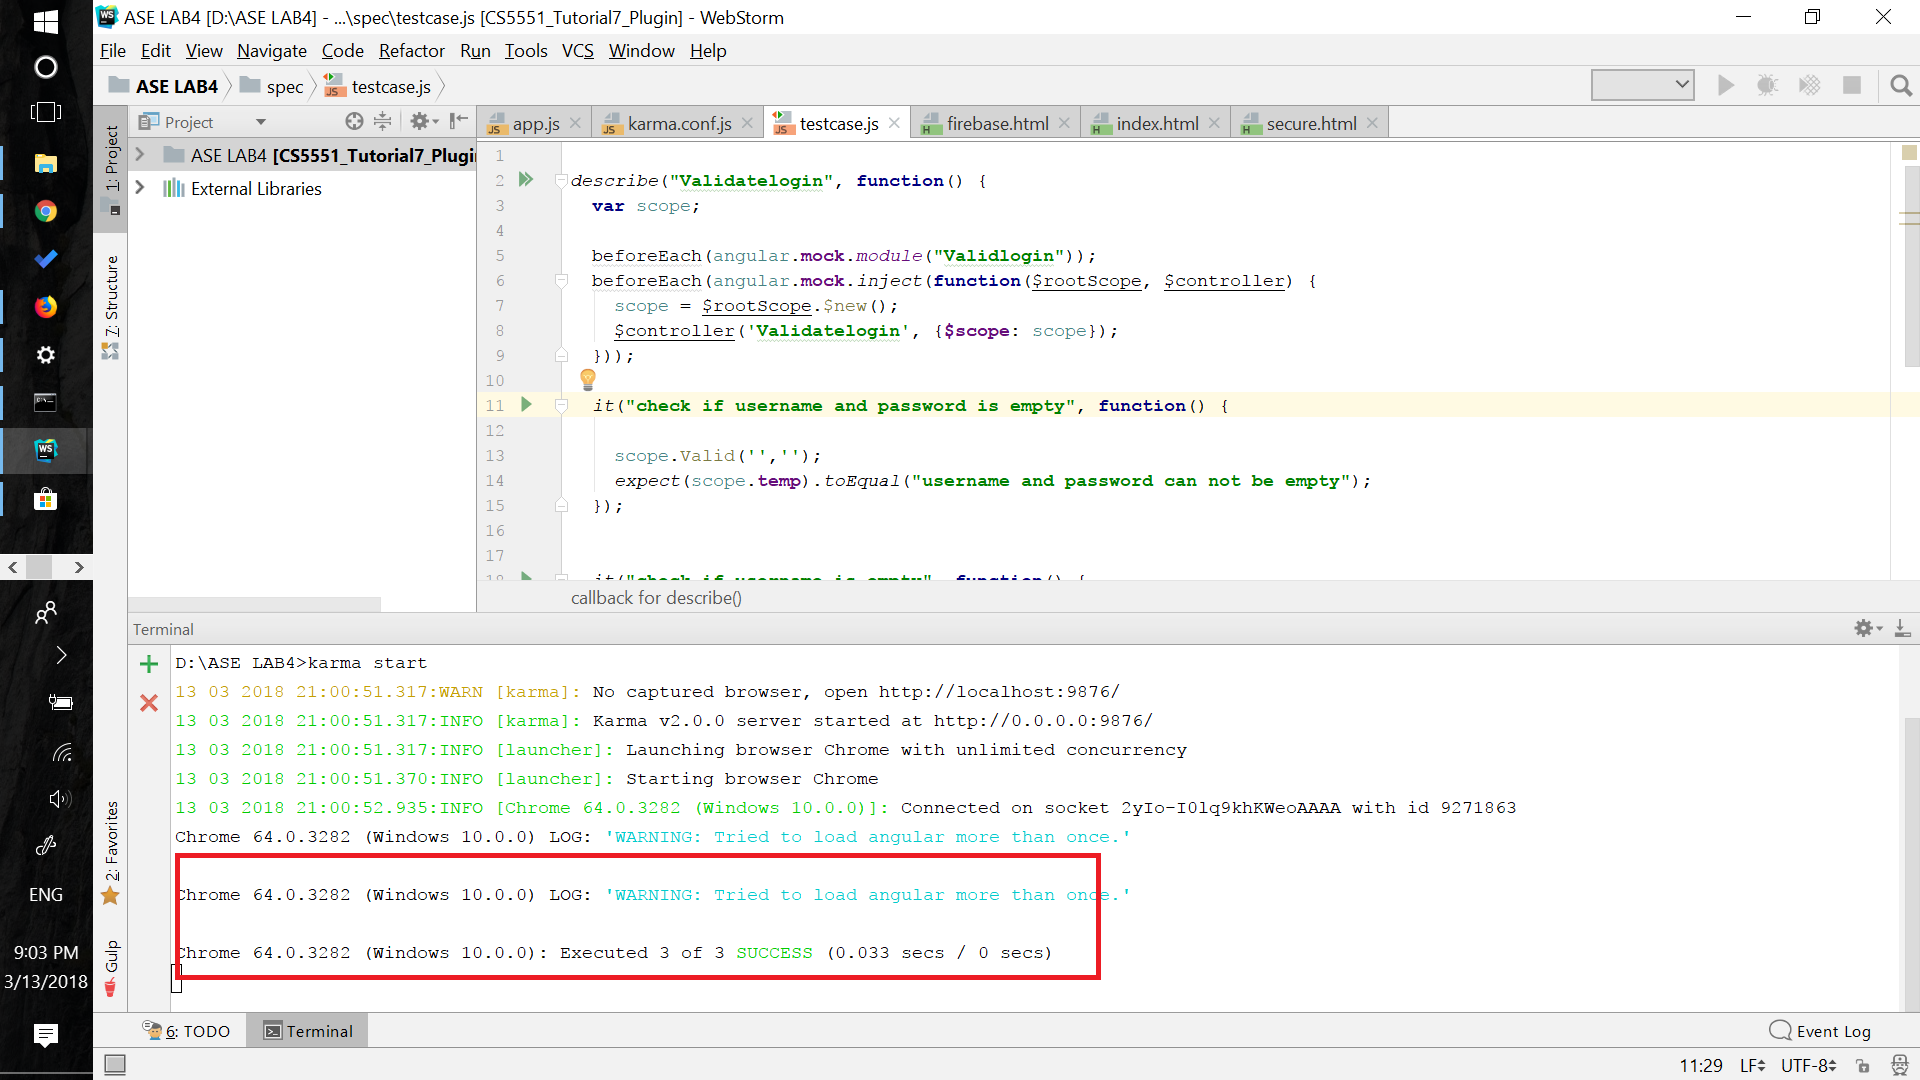 ASE LAB4 [D:\ASE LAB4] - ...\spec\testcase.js [CS5551_Tutorial7_Plugin] - WebStorm
File Edit View Navigate Code Refactor Run Tools VCS Window Help
ASE LAB4 spec testcase.js
Project
app.js karma.conf.js testcase.js firebase.html index.html secure.html
1: Project
7: Structure
2: Favorites
Gulp
ASE LAB4 [CS5551_Tutorial7_Plugi
External Libraries
1
2 describe("Validatelogin", function() {
3 var scope;
4
5 beforeEach(angular.mock.module("Validlogin"));
6 beforeEach(angular.mock.inject(function($rootScope, $controller) {
7 scope = $rootScope.$new();
8 $controller('Validatelogin', {$scope: scope});
9 }));
10
11 it("check if username and password is empty", function() {
12
13 scope.Valid('','');
14 expect(scope.temp).toEqual("username and password can not be empty");
15 });
16
17
18 it("check if username is empty", function() {
callback for describe()
Terminal
D:\ASE LAB4>karma start
13 03 2018 21:00:51.317:WARN [karma]: No captured browser, open http://localhost:9876/
13 03 2018 21:00:51.317:INFO [karma]: Karma v2.0.0 server started at http://0.0.0.0:9876/
13 03 2018 21:00:51.317:INFO [launcher]: Launching browser Chrome with unlimited concurrency
13 03 2018 21:00:51.370:INFO [launcher]: Starting browser Chrome
13 03 2018 21:00:52.935:INFO [Chrome 64.0.3282 (Windows 10.0.0)]: Connected on socket 2yIo-I0lq9khKWeoAAAA with id 9271863
Chrome 64.0.3282 (Windows 10.0.0) LOG: 'WARNING: Tried to load angular more than once.'
Chrome 64.0.3282 (Windows 10.0.0) LOG: 'WARNING: Tried to load angular more than once.'
Chrome 64.0.3282 (Windows 10.0.0): Executed 3 of 3 SUCCESS (0.033 secs / 0 secs)
6: TODO Terminal Event Log
11:29 LF UTF-8
ENG
9:03 PM
3/13/2018